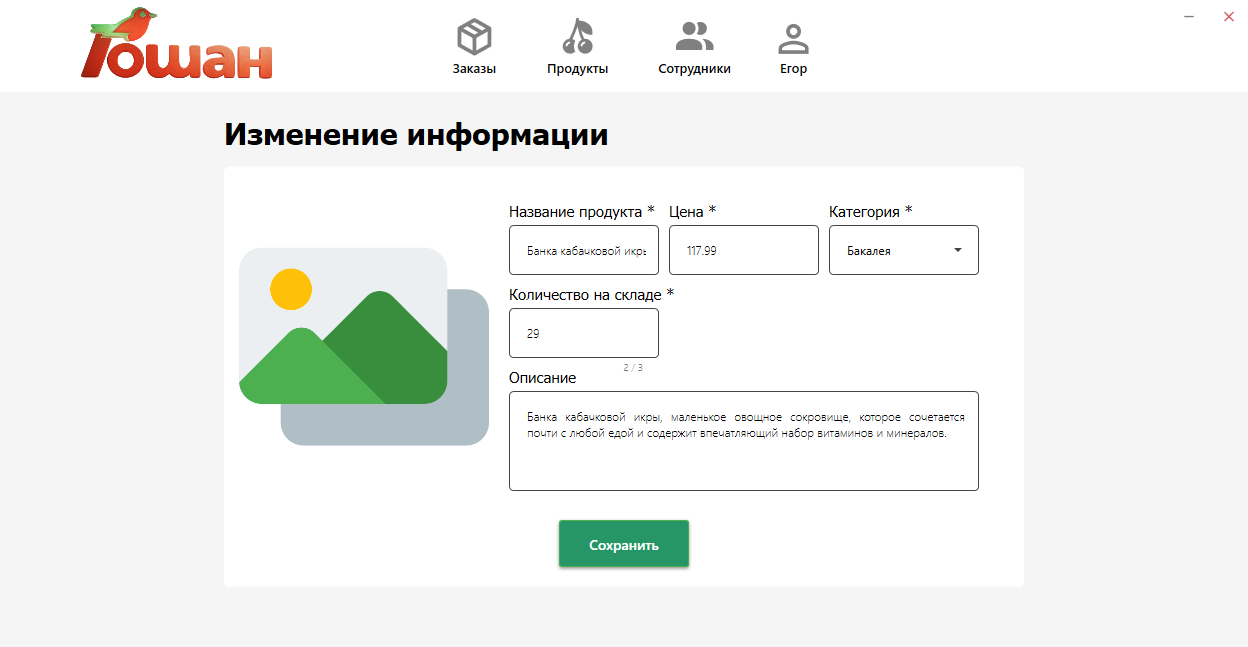 Гошан
Заказы
Продукты
Сотрудники
Егор
Изменение информации
Название продукта *
Цена *
Категория *
Банка кабачковой икры
117.99
Бакалея
Количество на складе *
29
2 / 3
Описание
Банка кабачковой икры, маленькое овощное сокровище, которое сочетается
почти с любой едой и содержит впечатляющий набор витаминов и минералов.
Сохранить